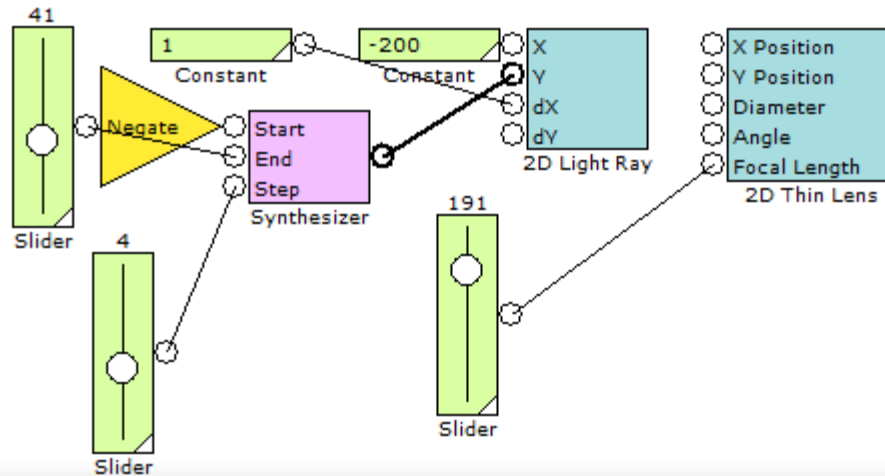 41
Slider
Negate
1
Constant
-200
Constant
Start
End
Step
Synthesizer
4
Slider
X
Y
dX
dY
2D Light Ray
191
Slider
X Position
Y Position
Diameter
Angle
Focal Length
2D Thin Lens